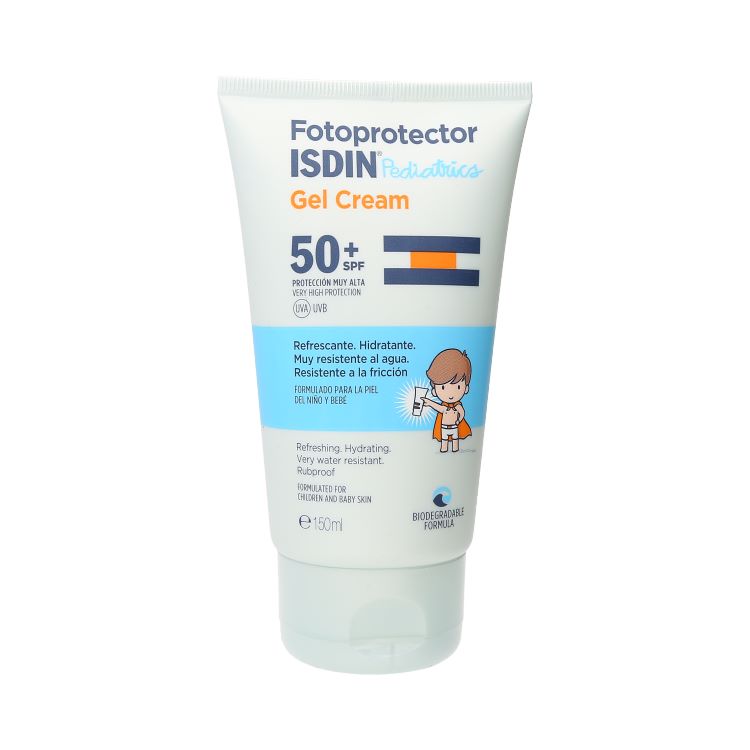 Fotoprotector
ISDIN® Pediatrics
Gel Cream
50+
SPF
PROTECCIÓN MUY ALTA
VERY HIGH PROTECTION
UVA UVB
Refrescante. Hidratante.
Muy resistente al agua.
Resistente a la fricción
FORMULADO PARA LA PIEL
DEL NIÑO Y BEBÉ
Refreshing. Hydrating.
Very water resistant.
Rubproof
FORMULATED FOR
CHILDREN AND BABY SKIN
℮150ml
BIODEGRADABLE
FORMULA